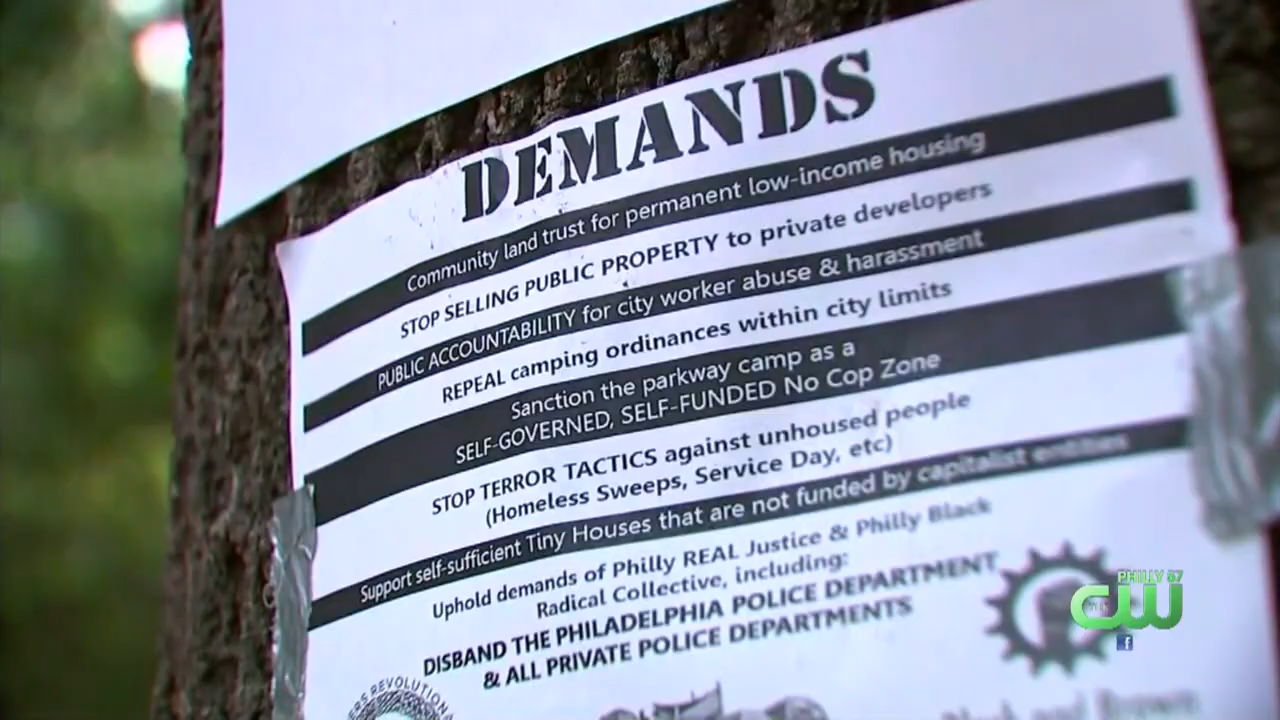 DEMANDS
Community land trust for permanent low-income housing
STOP SELLING PUBLIC PROPERTY to private developers
PUBLIC ACCOUNTABILITY for city worker abuse & harassment
REPEAL camping ordinances within city limits
Sanction the parkway camp as a
SELF-GOVERNED, SELF-FUNDED No Cop Zone
STOP TERROR TACTICS against unhoused people
(Homeless Sweeps, Service Day, etc)
Support self-sufficient Tiny Houses that are not funded by capitalist entities
Uphold demands of Philly REAL Justice & Philly Black
Radical Collective, including:
DISBAND THE PHILADELPHIA POLICE DEPARTMENT
& ALL PRIVATE POLICE DEPARTMENTS
PHILLY 57
CW
f
and Brown